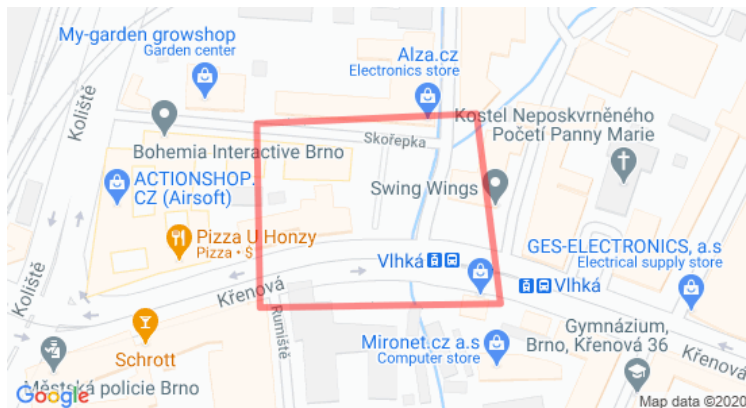 My-garden growshop
Garden center
Alza.cz
Electronics store
Koliště
Skořepka
Kostel Neposkvrněného
Početí Panny Marie
Bohemia Interactive Brno
ACTIONSHOP.
CZ (Airsoft)
Swing Wings
Pizza U Honzy
Pizza • $
Vlhká
GES-ELECTRONICS, a.s
Electrical supply store
Vlhká
Koliště
Křenová
Rumiště
Gymnázium,
Brno, Křenová 36
Mironet.cz a.s
Computer store
Křenová
Schrott
Městská policie Brno
Google
Map data ©2020